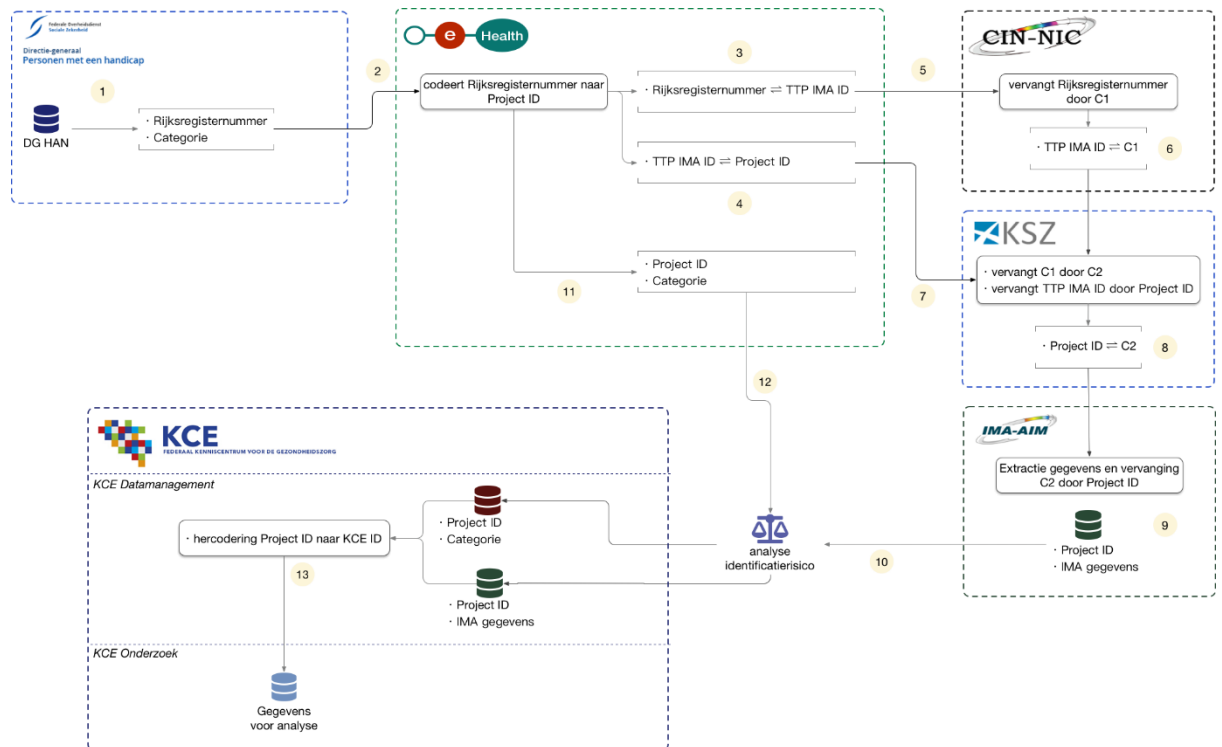 Federale Overheidsdienst
Sociale Zekerheid
Directie-generaal
Personen met een handicap
1
DG HAN
· Rijksregisternummer
· Categorie
2
e
Health
codeert Rijksregisternummer naar
Project ID
3
· Rijksregisternummer ⇌ TTP IMA ID
· TTP IMA ID ⇌ Project ID
4
· Project ID
· Categorie
11
5
CIN-NIC
vervangt Rijksregisternummer
door C1
· TTP IMA ID ⇌ C1
6
KSZ
· vervangt C1 door C2
· vervangt TTP IMA ID door Project ID
7
· Project ID ⇌ C2
8
IMA-AIM
Extractie gegevens en vervanging
C2 door Project ID
9
· Project ID
· IMA gegevens
10
12
analyse
identificatierisico
KCE
FEDERAAL KENNISCENTRUM VOOR DE GEZONDHEIDSZORG
KCE Datamanagement
· Project ID
· Categorie
· hercodering Project ID naar KCE ID
· Project ID
· IMA gegevens
13
KCE Onderzoek
Gegevens
voor analyse